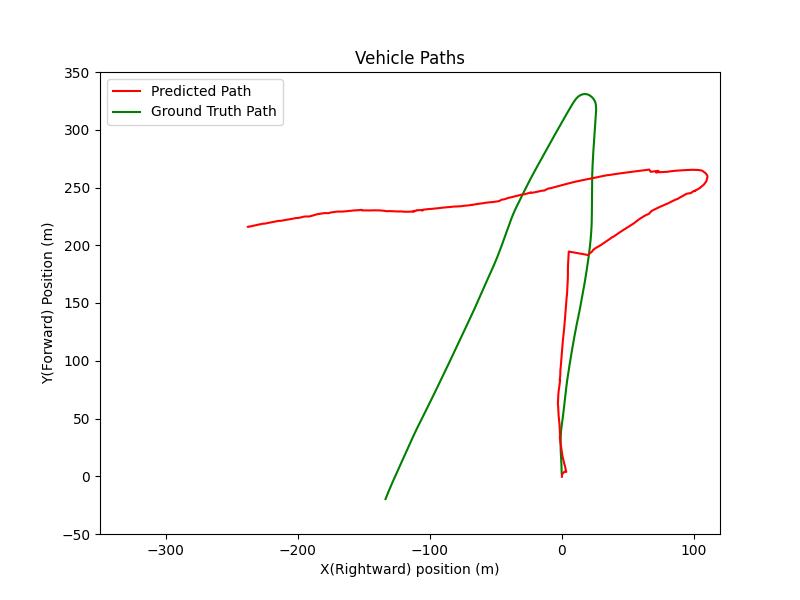 Vehicle Paths
Predicted Path
Ground Truth Path
350
300
250
200
150
100
50
0
−50
Y(Forward) Position (m)
−300
−200
−100
0
100
X(Rightward) position (m)